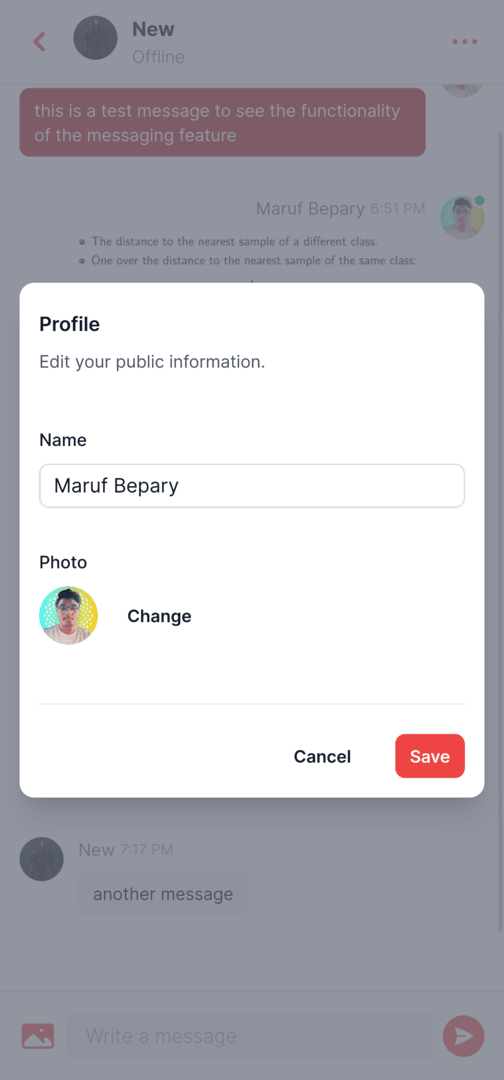 New
Offline
this is a test message to see the functionality
of the messaging feature
Maruf Bepary 6:51 PM
The distance to the nearest sample of a different class.
One over the distance to the nearest sample of the same class:
Profile
Edit your public information.
Name
Maruf Bepary
Photo
Change
Cancel
Save
New 7:17 PM
another message
Write a message